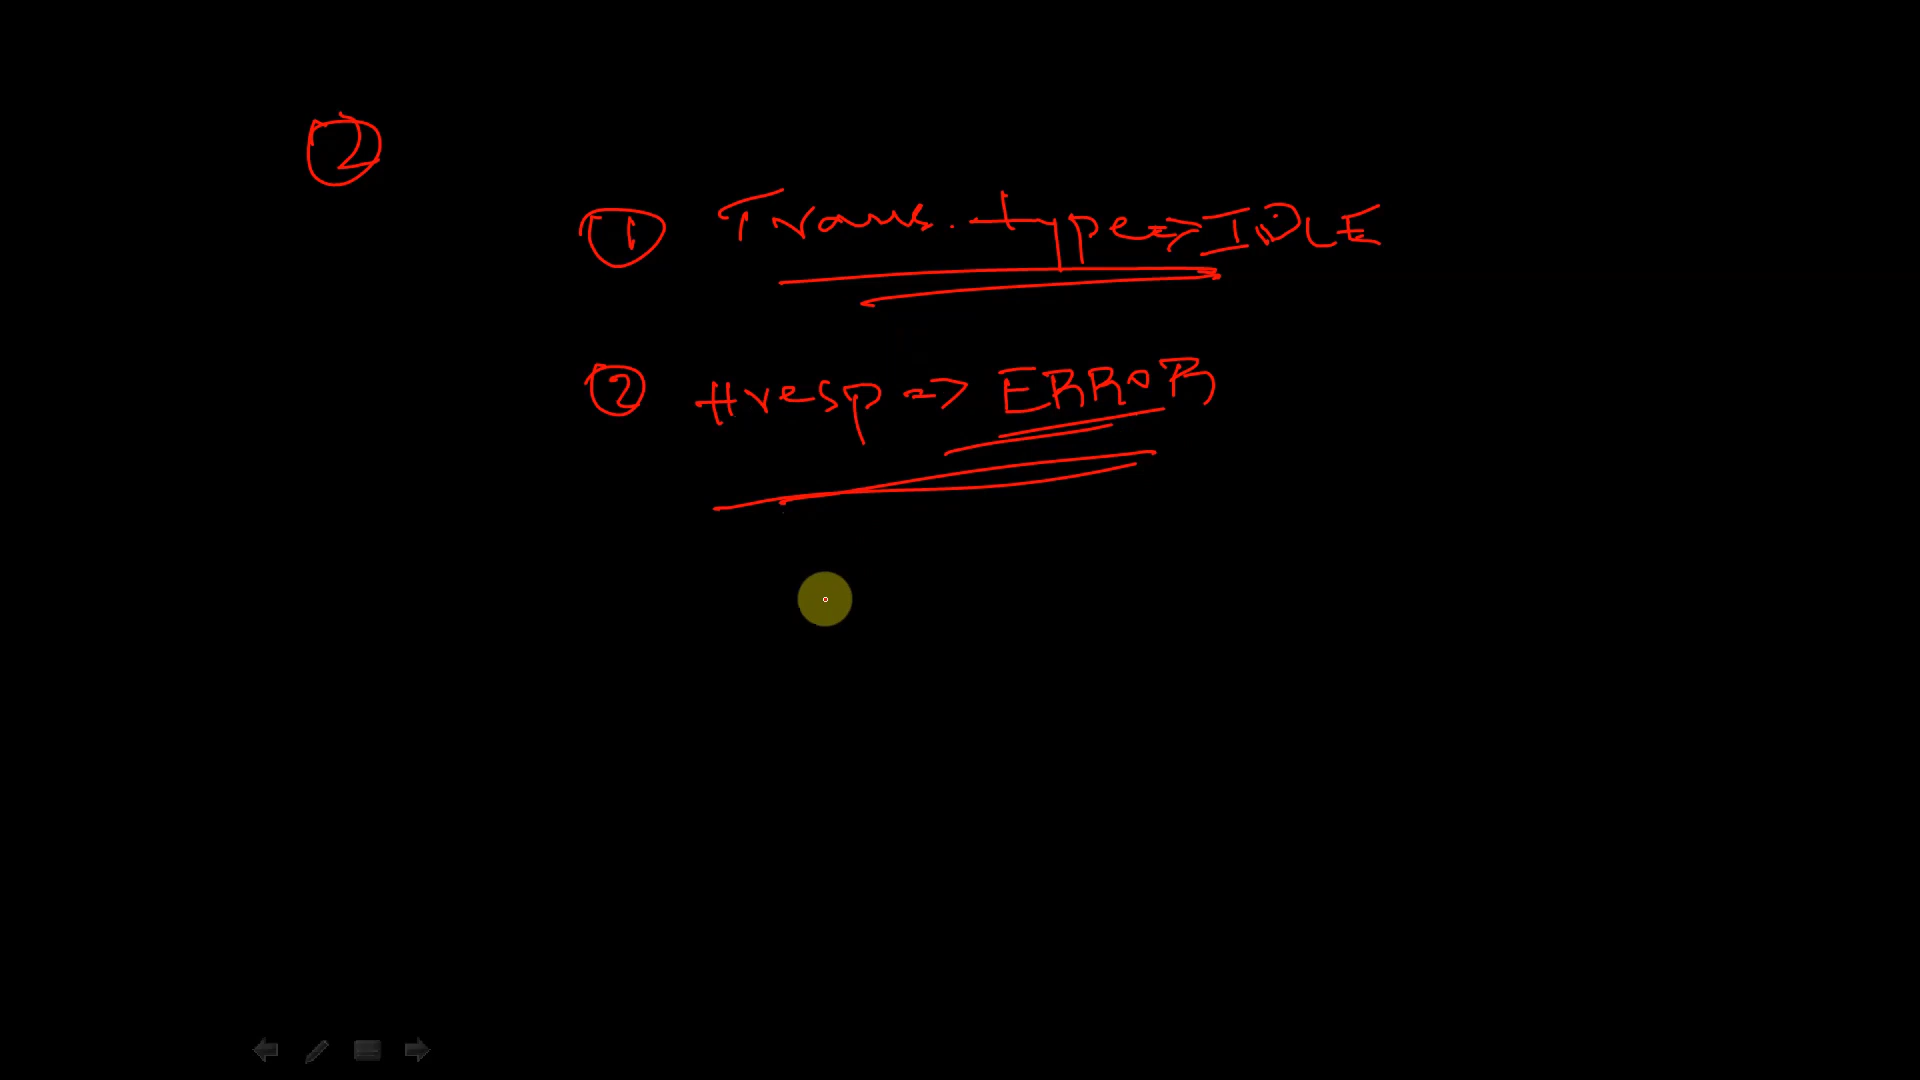 ②
① Trans. type => IDLE
② Hresp => ERROR